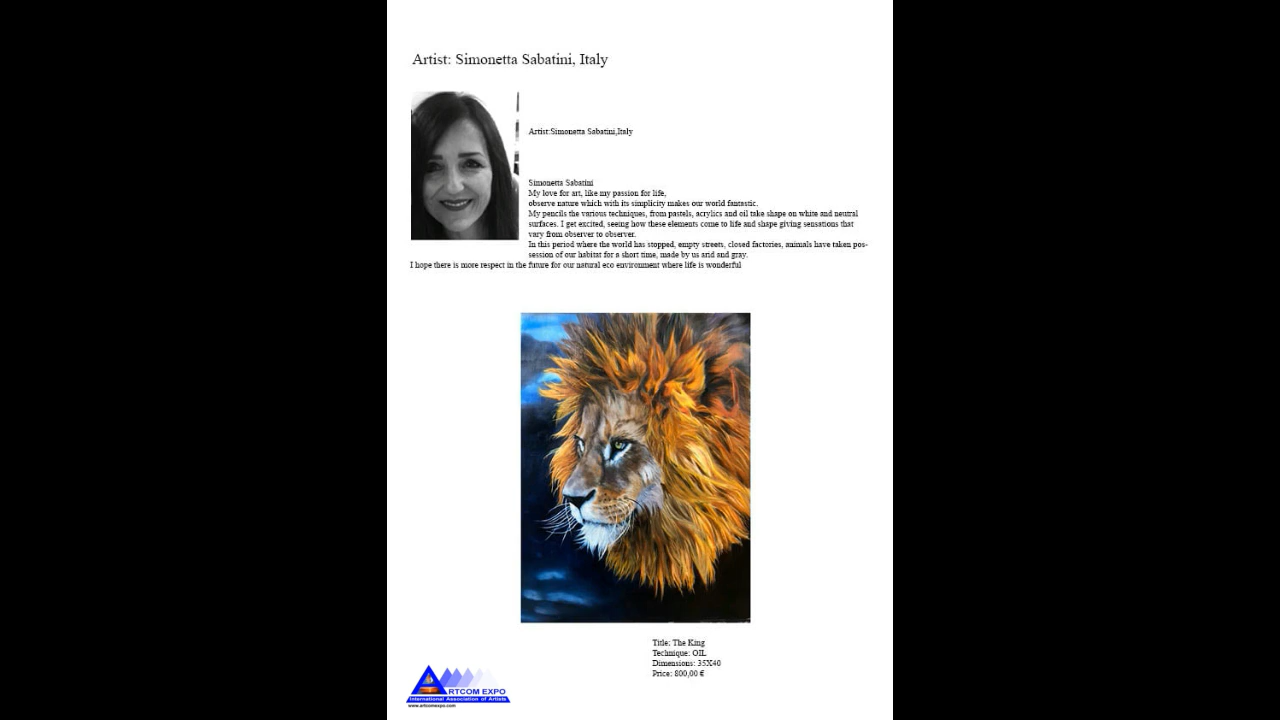 Artist: Simonetta Sabatini, Italy
Artist:Simonetta Sabatini,Italy
Simonetta Sabatini
My love for art, like my passion for life,
observe nature which with its simplicity makes our world fantastic.
My pencils the various techniques, from pastels, acrylics and oil take shape on white and neutral
surfaces. I get excited, seeing how these elements come to life and shape giving sensations that
vary from observer to observer.
In this period where the world has stopped, empty streets, closed factories, animals have taken pos-
session of our habitat for a short time, made by us arid and gray.
I hope there is more respect in the future for our natural eco environment where life is wonderful
Title: The King
Technique: OIL
Dimensions: 35X40
Price: 800,00 €
ARTCOM EXPO
International Association of Artists
www.artcomexpo.com